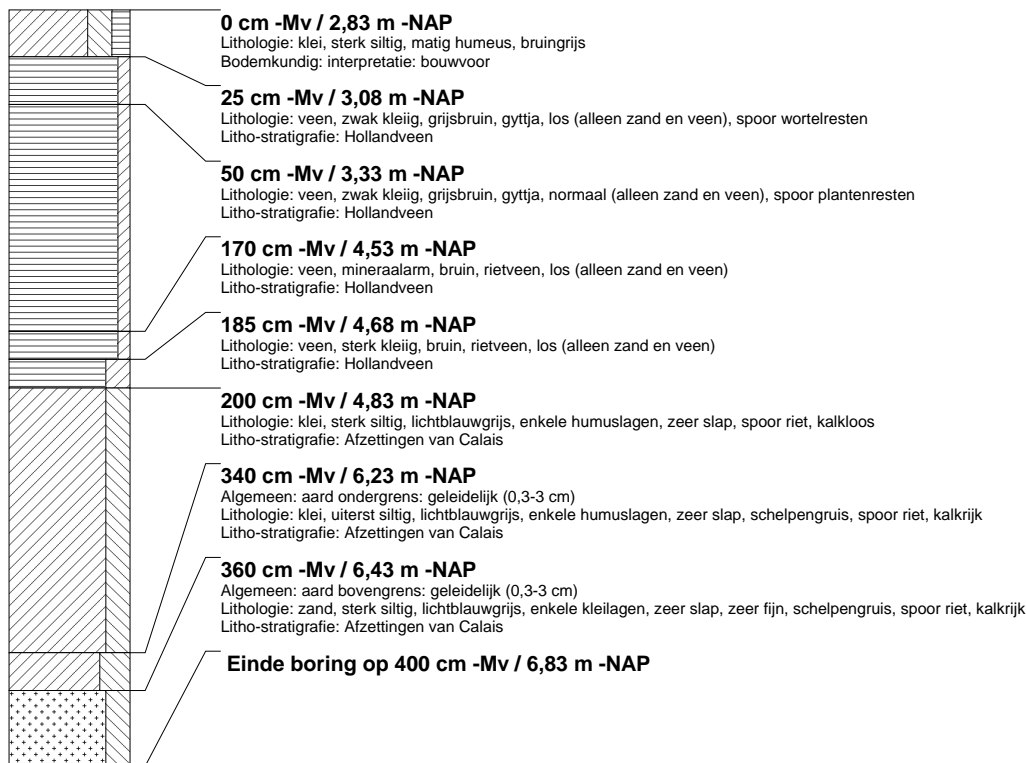 0 cm -Mv / 2,83 m -NAP
Lithologie: klei, sterk siltig, matig humeus, bruingrijs
Bodemkundig: interpretatie: bouwvoor
25 cm -Mv / 3,08 m -NAP
Lithologie: veen, zwak kleiig, grijsbruin, gyttja, los (alleen zand en veen), spoor wortelresten
Litho-stratigrafie: Hollandveen
50 cm -Mv / 3,33 m -NAP
Lithologie: veen, zwak kleiig, grijsbruin, gyttja, normaal (alleen zand en veen), spoor plantenresten
Litho-stratigrafie: Hollandveen
170 cm -Mv / 4,53 m -NAP
Lithologie: veen, mineraalarm, bruin, rietveen, los (alleen zand en veen)
Litho-stratigrafie: Hollandveen
185 cm -Mv / 4,68 m -NAP
Lithologie: veen, sterk kleiig, bruin, rietveen, los (alleen zand en veen)
Litho-stratigrafie: Hollandveen
200 cm -Mv / 4,83 m -NAP
Lithologie: klei, sterk siltig, lichtblauwgrijs, enkele humuslagen, zeer slap, spoor riet, kalkloos
Litho-stratigrafie: Afzettingen van Calais
340 cm -Mv / 6,23 m -NAP
Algemeen: aard ondergrens: geleidelijk (0,3-3 cm)
Lithologie: klei, uiterst siltig, lichtblauwgrijs, enkele humuslagen, zeer slap, schelpengruis, spoor riet, kalkrijk
Litho-stratigrafie: Afzettingen van Calais
360 cm -Mv / 6,43 m -NAP
Algemeen: aard bovengrens: geleidelijk (0,3-3 cm)
Lithologie: zand, sterk siltig, lichtblauwgrijs, enkele kleilagen, zeer slap, zeer fijn, schelpengruis, spoor riet, kalkrijk
Litho-stratigrafie: Afzettingen van Calais
Einde boring op 400 cm -Mv / 6,83 m -NAP